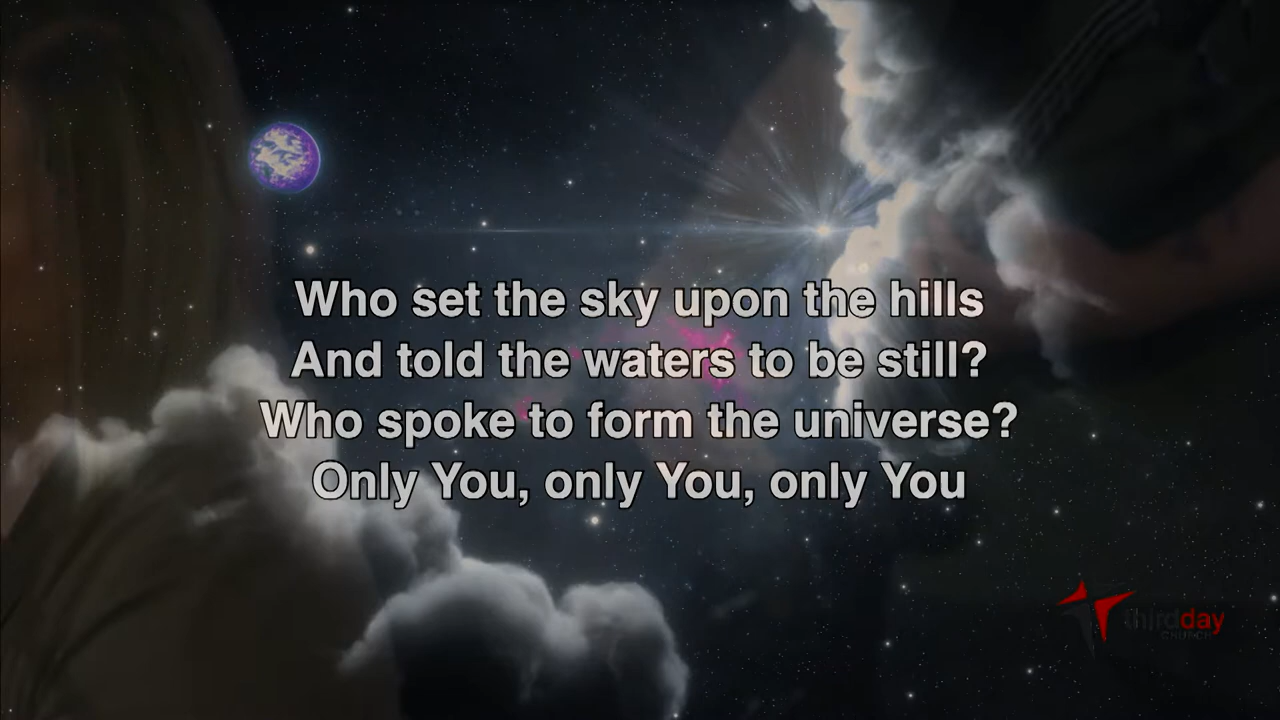 Who set the sky upon the hills
And told the waters to be still?
Who spoke to form the universe?
Only You, only You, only You
thirdday
CHURCH